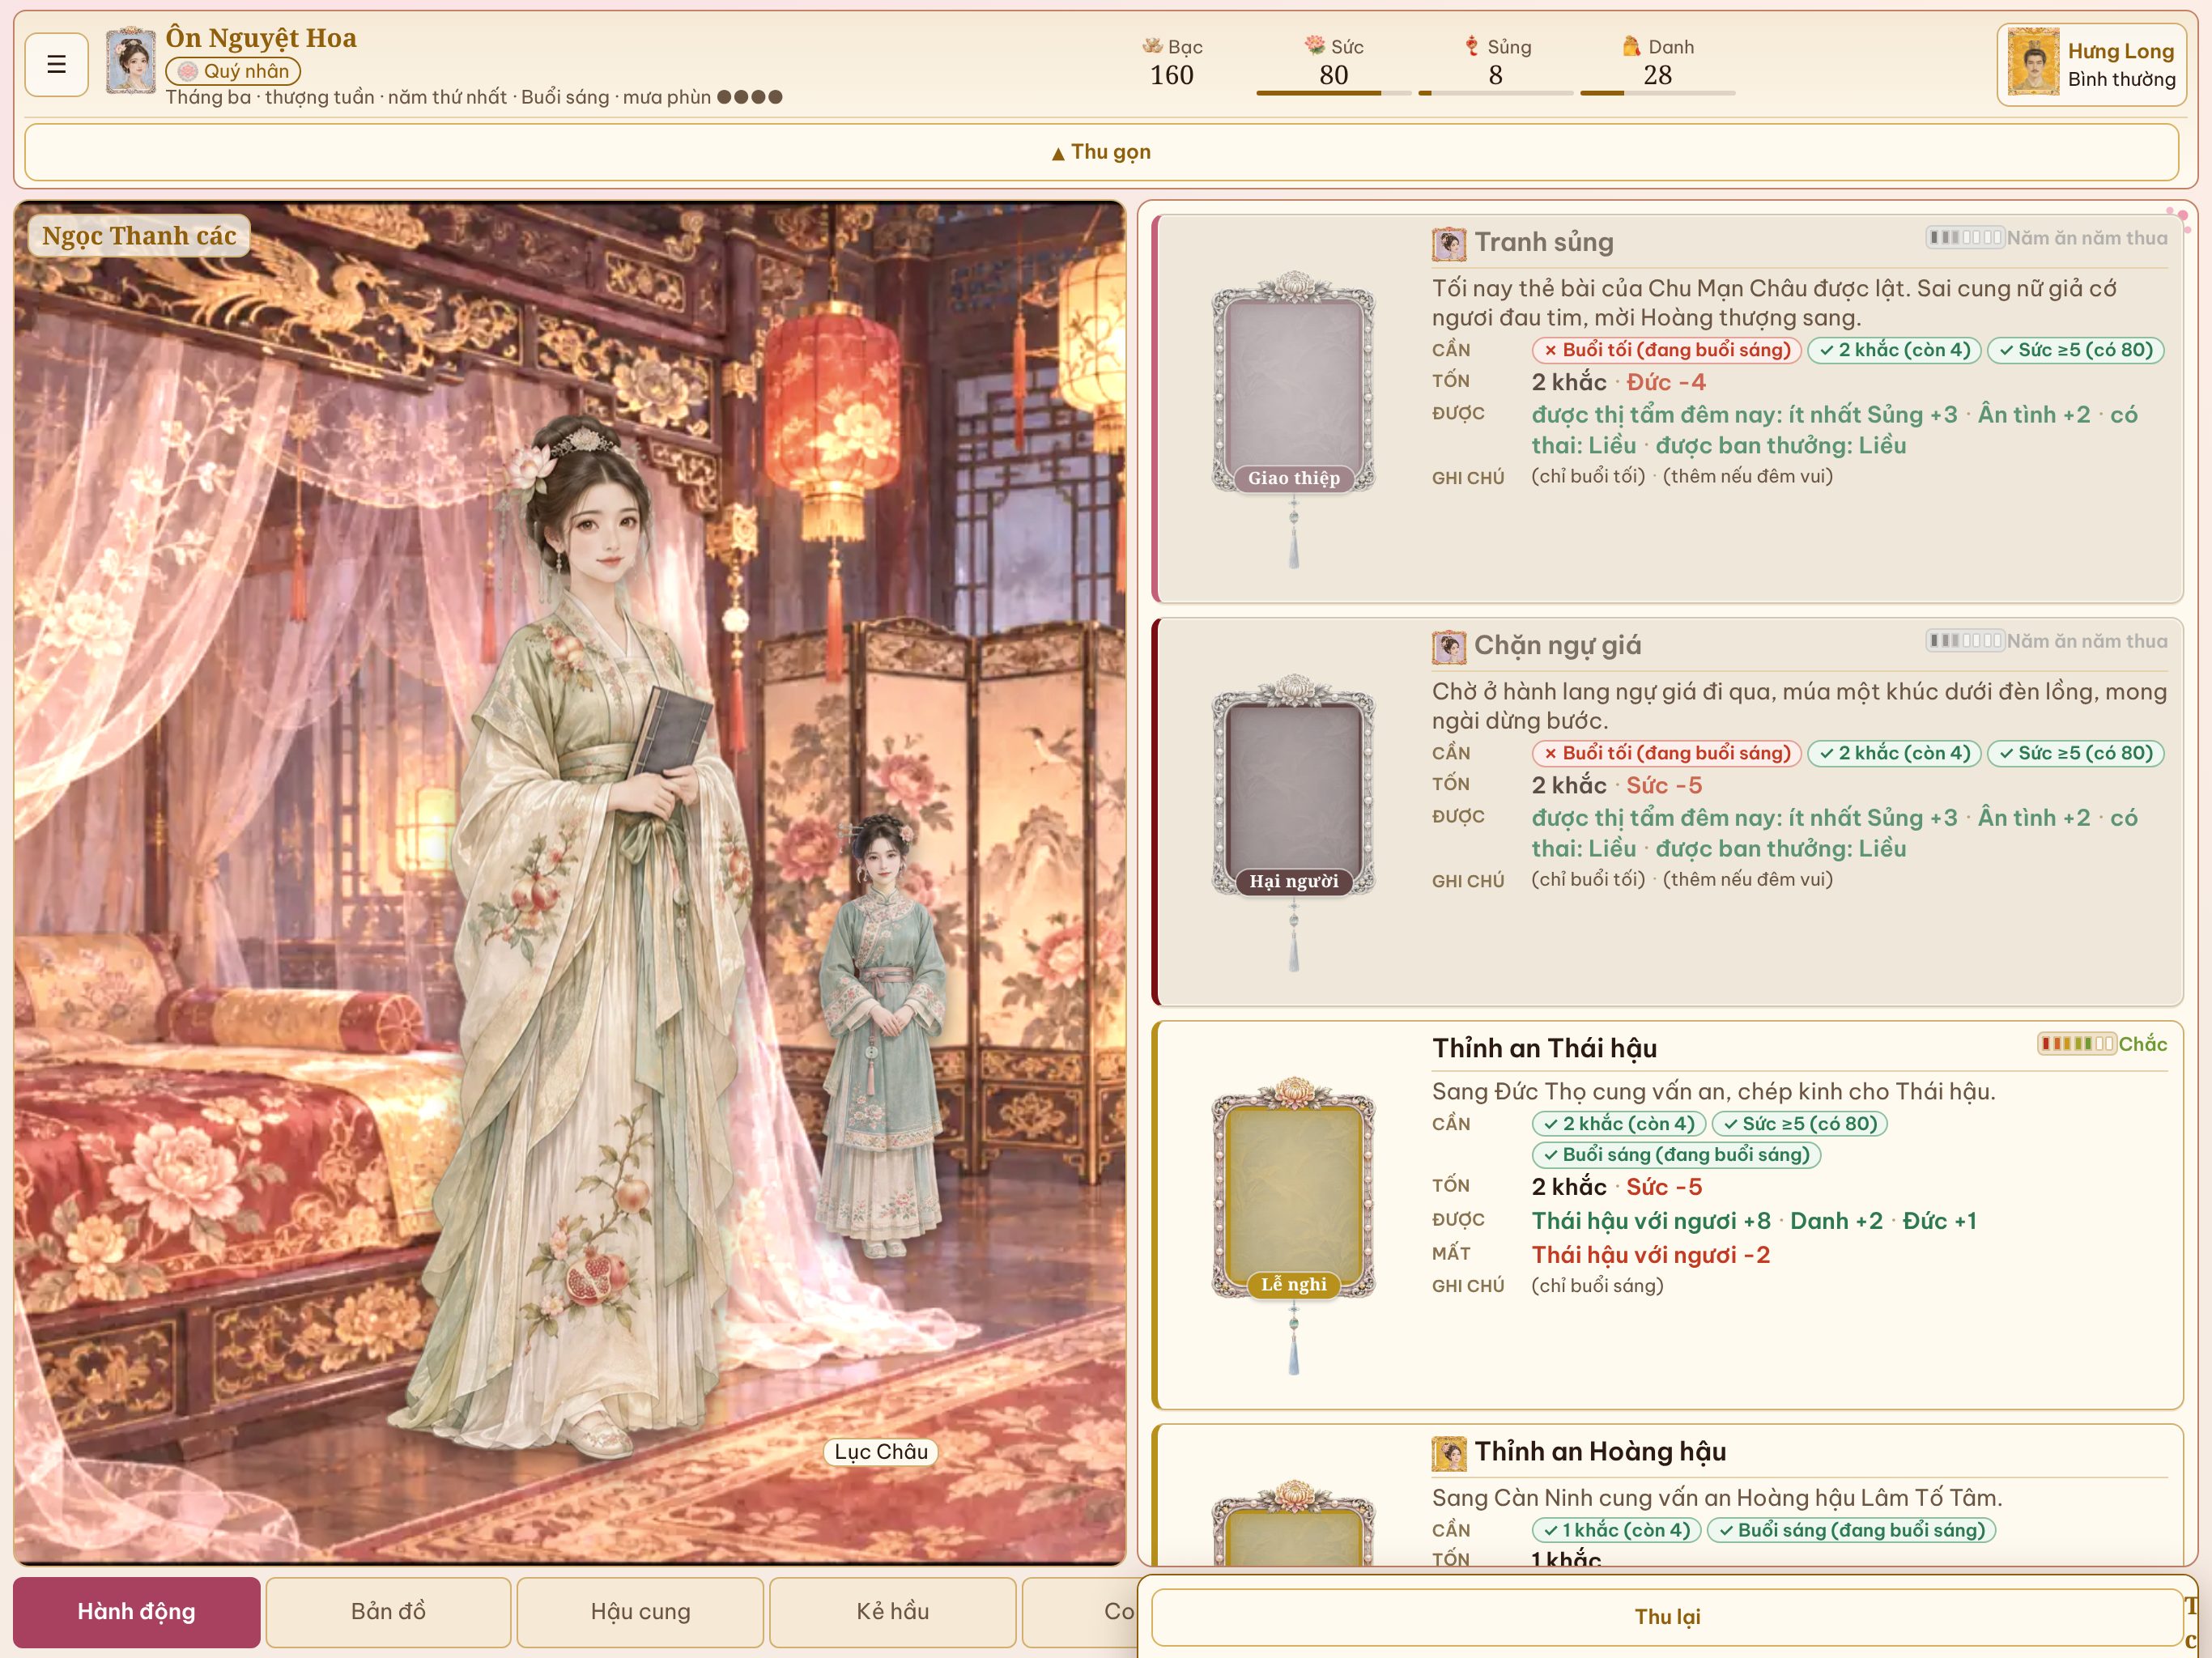 ☰
Ôn Nguyệt Hoa
Quý nhân
Tháng ba · thượng tuần · năm thứ nhất · Buổi sáng · mưa phùn ●●●●
Bạc
160
Sức
80
Sủng
8
Danh
28
Hưng Long
Bình thường
▲ Thu gọn
Ngọc Thanh các
Lục Châu
Tranh sủng
Năm ăn năm thua
Tối nay thẻ bài của Chu Mạn Châu được lật. Sai cung nữ giả cớ
ngươi đau tim, mời Hoàng thượng sang.
CẦN × Buổi tối (đang buổi sáng) ✓ 2 khắc (còn 4) ✓ Sức ≥5 (có 80)
TỐN 2 khắc · Đức -4
ĐƯỢC được thị tẩm đêm nay: ít nhất Sủng +3 · Ân tình +2 · có
thai: Liều · được ban thưởng: Liều
GHI CHÚ (chỉ buổi tối) · (thêm nếu đêm vui)
Giao thiệp
Chặn ngự giá
Năm ăn năm thua
Chờ ở hành lang ngự giá đi qua, múa một khúc dưới đèn lồng, mong
ngài dừng bước.
CẦN × Buổi tối (đang buổi sáng) ✓ 2 khắc (còn 4) ✓ Sức ≥5 (có 80)
TỐN 2 khắc · Sức -5
ĐƯỢC được thị tẩm đêm nay: ít nhất Sủng +3 · Ân tình +2 · có
thai: Liều · được ban thưởng: Liều
GHI CHÚ (chỉ buổi tối) · (thêm nếu đêm vui)
Hại người
Thỉnh an Thái hậu
Chắc
Sang Đức Thọ cung vấn an, chép kinh cho Thái hậu.
CẦN ✓ 2 khắc (còn 4) ✓ Sức ≥5 (có 80)
✓ Buổi sáng (đang buổi sáng)
TỐN 2 khắc · Sức -5
ĐƯỢC Thái hậu với ngươi +8 · Danh +2 · Đức +1
MẤT Thái hậu với ngươi -2
GHI CHÚ (chỉ buổi sáng)
Lễ nghi
Thỉnh an Hoàng hậu
Sang Càn Ninh cung vấn an Hoàng hậu Lâm Tố Tâm.
CẦN ✓ 1 khắc (còn 4) ✓ Buổi sáng (đang buổi sáng)
TỐN 1 khắc
Hành động
Bản đồ
Hậu cung
Kẻ hầu
Co
Thu lại
T
c